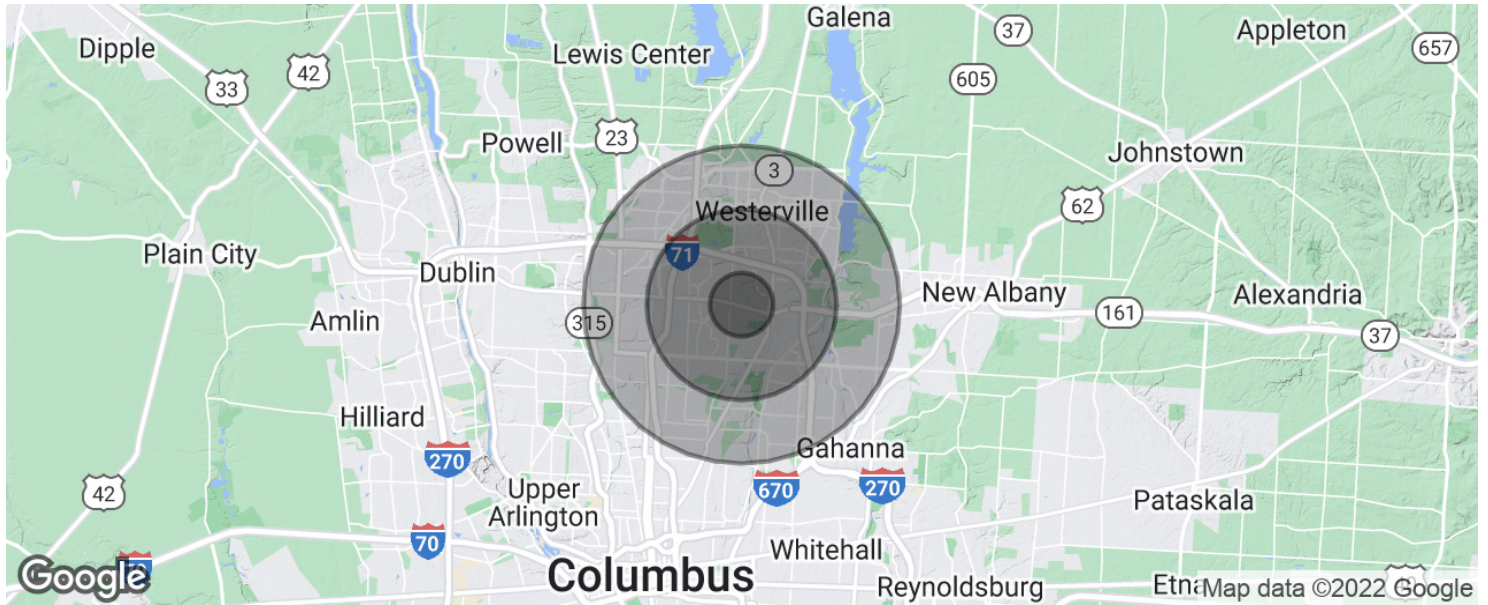 Galena
37
Appleton
Dipple
657
Lewis Center
42
605
33
23
Powell
Johnstown
3
62
Westerville
Plain City
71
Dublin
New Albany
Alexandria
161
Amlin
315
37
Hilliard
Gahanna
270
670
270
42
Upper
Arlington
Pataskala
70
Whitehall
Columbus
Google
Reynoldsburg
Etna
Map data ©2022 Google